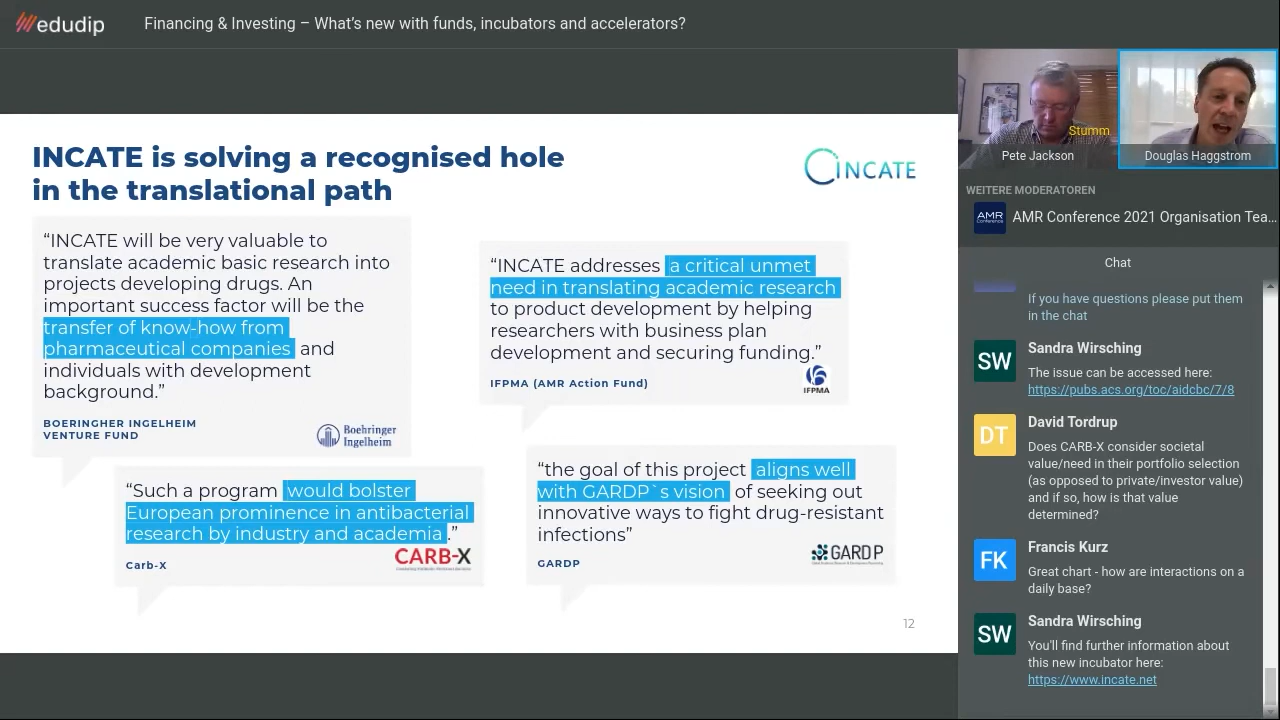 edudip
Financing & Investing – What's new with funds, incubators and accelerators?
INCATE is solving a recognised hole
in the translational path
INCATE
“INCATE will be very valuable to
translate academic basic research into
projects developing drugs. An
important success factor will be the
transfer of know-how from
pharmaceutical companies and
individuals with development
background.”
BOERINGHER INGELHEIM
VENTURE FUND
Boehringer
Ingelheim
“INCATE addresses a critical unmet
need in translating academic research
to product development by helping
researchers with business plan
development and securing funding.”
IFPMA (AMR Action Fund)
IFPMA
“Such a program would bolster
European prominence in antibacterial
research by industry and academia.”
Carb-X
CARB-X
“the goal of this project aligns well
with GARDP`s vision of seeking out
innovative ways to fight drug-resistant
infections”
GARDP
GARDP
12
Stumm
Pete Jackson
Douglas Haggstrom
WEITERE MODERATOREN
AMR
AMR Conference 2021 Organisation Tea...
Chat
If you have questions please put them
in the chat
SW
Sandra Wirsching
The issue can be accessed here:
https://pubs.acs.org/toc/aidcbc/7/8
DT
David Tordrup
Does CARB-X consider societal
value/need in their portfolio selection
(as opposed to private/investor value)
and if so, how is that value
determined?
FK
Francis Kurz
Great chart - how are interactions on a
daily base?
SW
Sandra Wirsching
You'll find further information about
this new incubator here:
https://www.incate.net